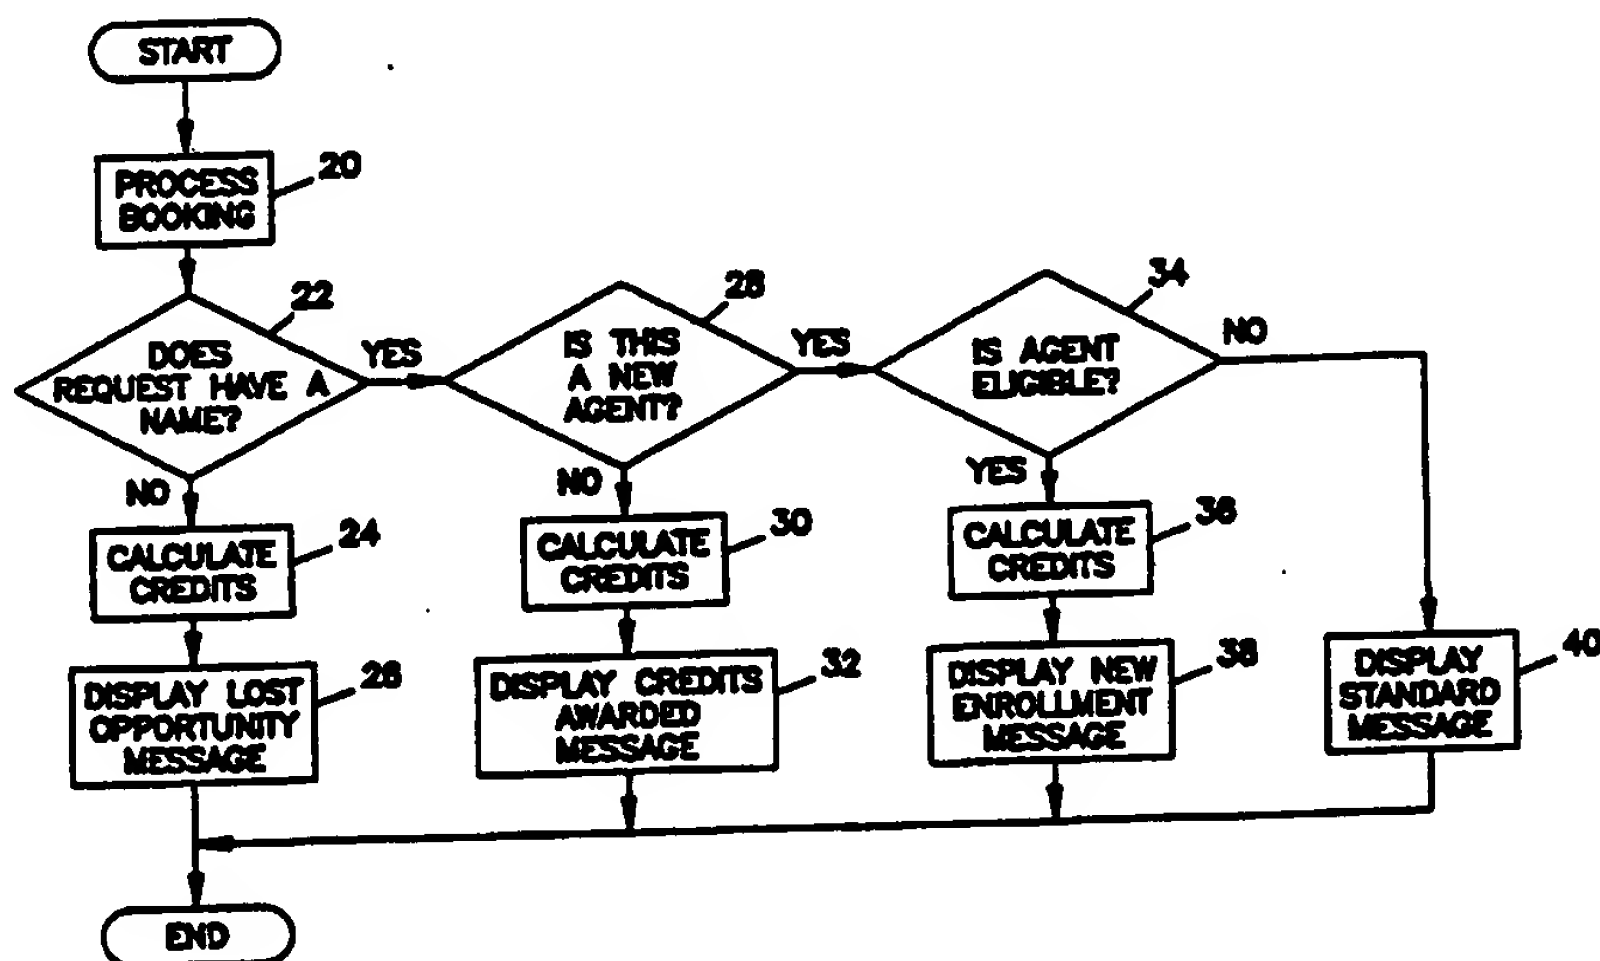 START
PROCESS
BOOKING
20
DOES
REQUEST HAVE A
NAME?
22
YES
NO
IS THIS
A NEW
AGENT?
28
YES
NO
IS AGENT
ELIGIBLE?
34
NO
YES
CALCULATE
CREDITS
24
CALCULATE
CREDITS
30
CALCULATE
CREDITS
36
DISPLAY LOST
OPPORTUNITY
MESSAGE
26
DISPLAY CREDITS
AWARDED
MESSAGE
32
DISPLAY NEW
ENROLLMENT
MESSAGE
38
DISPLAY
STANDARD
MESSAGE
40
END